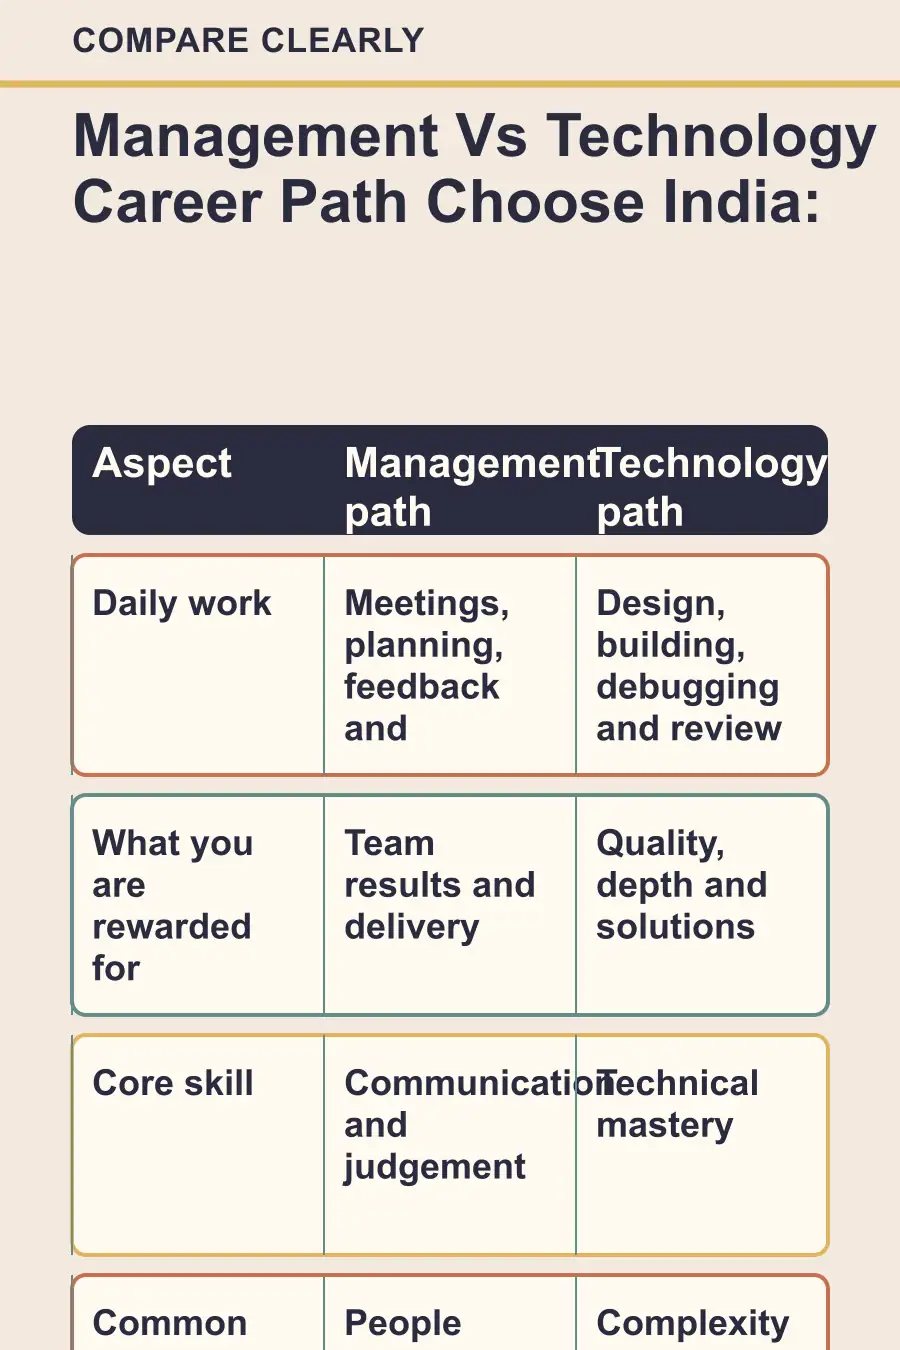 COMPARE CLEARLY
Management Vs Technology
Career Path Choose India:
Aspect
Management
path
Technology
path
Daily work
Meetings,
planning,
feedback
and
Design,
building,
debugging
and review
What you
are
rewarded
for
Team
results and
delivery
Quality,
depth and
solutions
Core skill
Communication
and
judgement
Technical
mastery
Common
People
Complexity